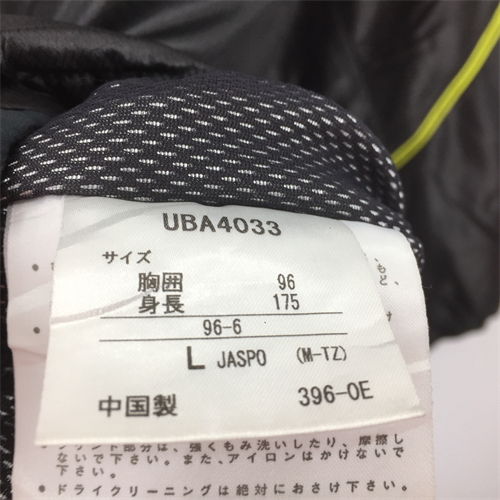 UBA4033
サイズ
胸囲 96
身長 175
96-6
L JASPO (M-TZ)
中国製 396-0E
プリント部分は、強くもみ洗いしたり、摩擦し
ないで下さい。また、アイロンはかけないで
下さい。
・ドライクリーニングは絶対にお避け下さい。